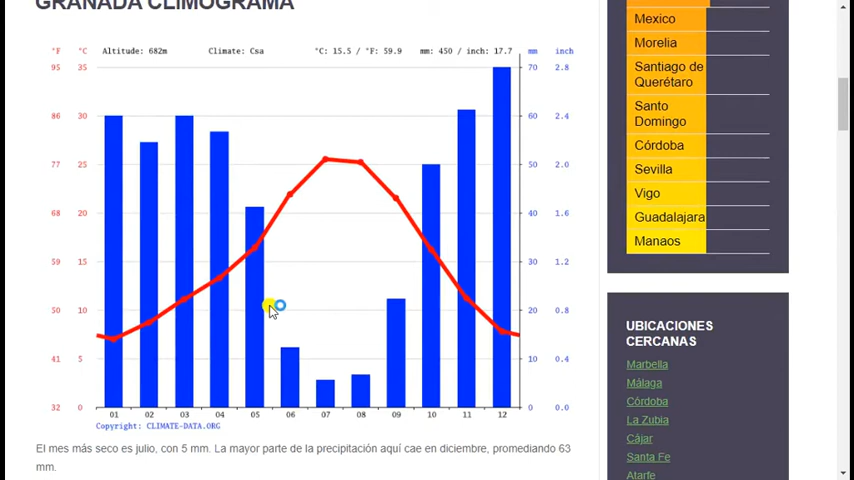 GRANADA CLIMOGRAMA
°F °C Altitude: 682m Climate: Csa °C: 15.5 / °F: 59.9 mm: 450 / inch: 17.7 mm inch
95 35 70 2.8
86 30 60 2.4
77 25 50 2.0
68 20 40 1.6
59 15 30 1.2
50 10 20 0.8
41 5 10 0.4
32 0 0 0.0
01 02 03 04 05 06 07 08 09 10 11 12
Copyright: CLIMATE-DATA.ORG
El mes más seco es julio, con 5 mm. La mayor parte de la precipitación aquí cae en diciembre, promediando 63
mm.
Mexico
Morelia
Santiago de
Querétaro
Santo
Domingo
Córdoba
Sevilla
Vigo
Guadalajara
Manaos
UBICACIONES
CERCANAS
Marbella
Málaga
Córdoba
La Zubia
Cájar
Santa Fe
Atarfe